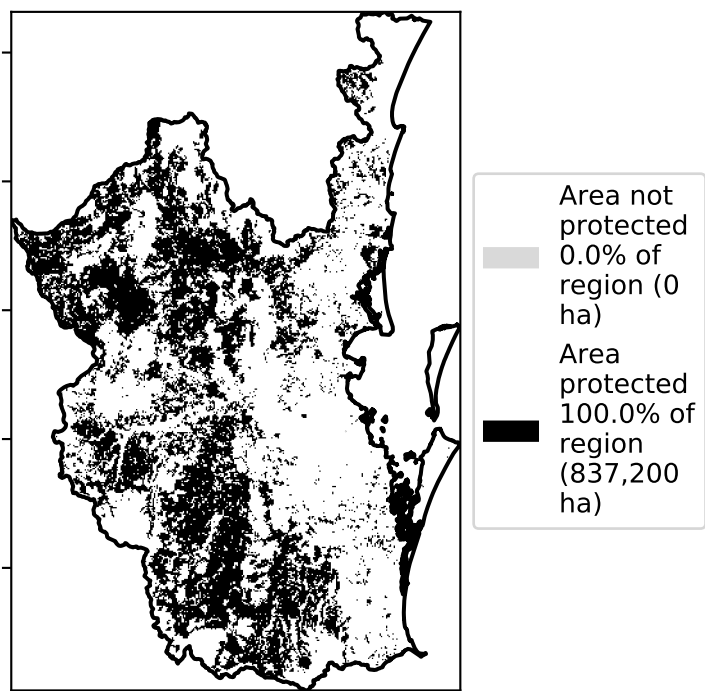 Area not
protected
0.0% of
region (0
ha)
Area
protected
100.0% of
region
(837,200
ha)